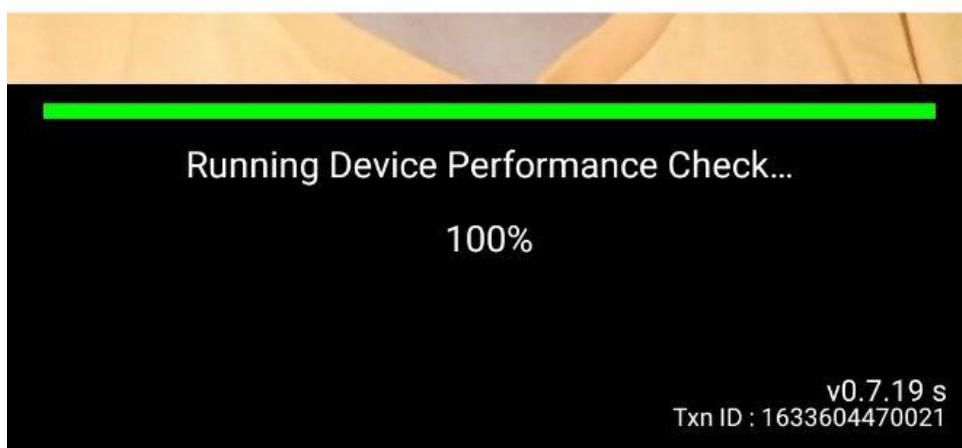 Running Device Performance Check...
100%
v0.7.19 s
Txn ID : 1633604470021